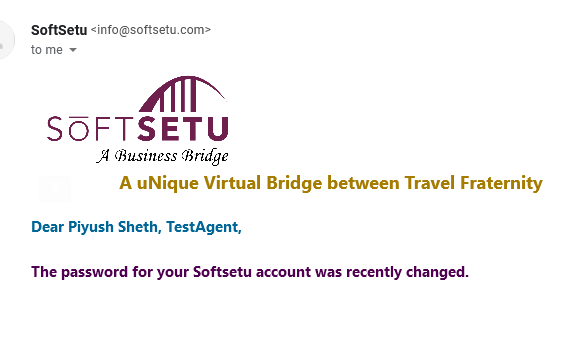 SoftSetu <info@softsetu.com>
to me
SŌFTSETU
A Business Bridge
A uNique Virtual Bridge between Travel Fraternity
Dear Piyush Sheth, TestAgent,
The password for your Softsetu account was recently changed.